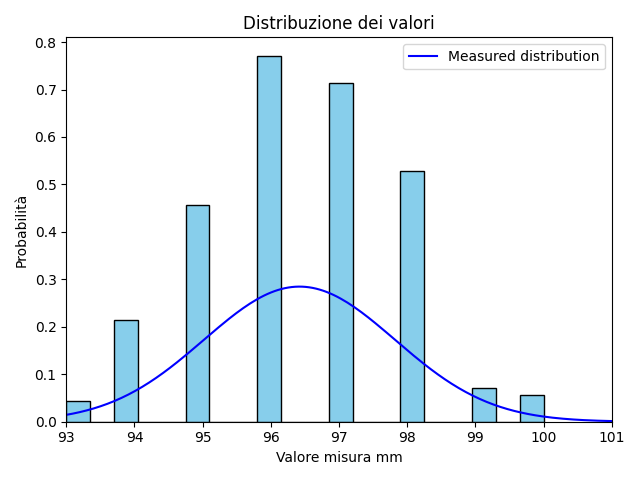 Distribuzione dei valori
Measured distribution
0.8
0.7
0.6
0.5
0.4
0.3
0.2
0.1
0.0
Probabilità
93 94 95 96 97 98 99 100 101
Valore misura mm